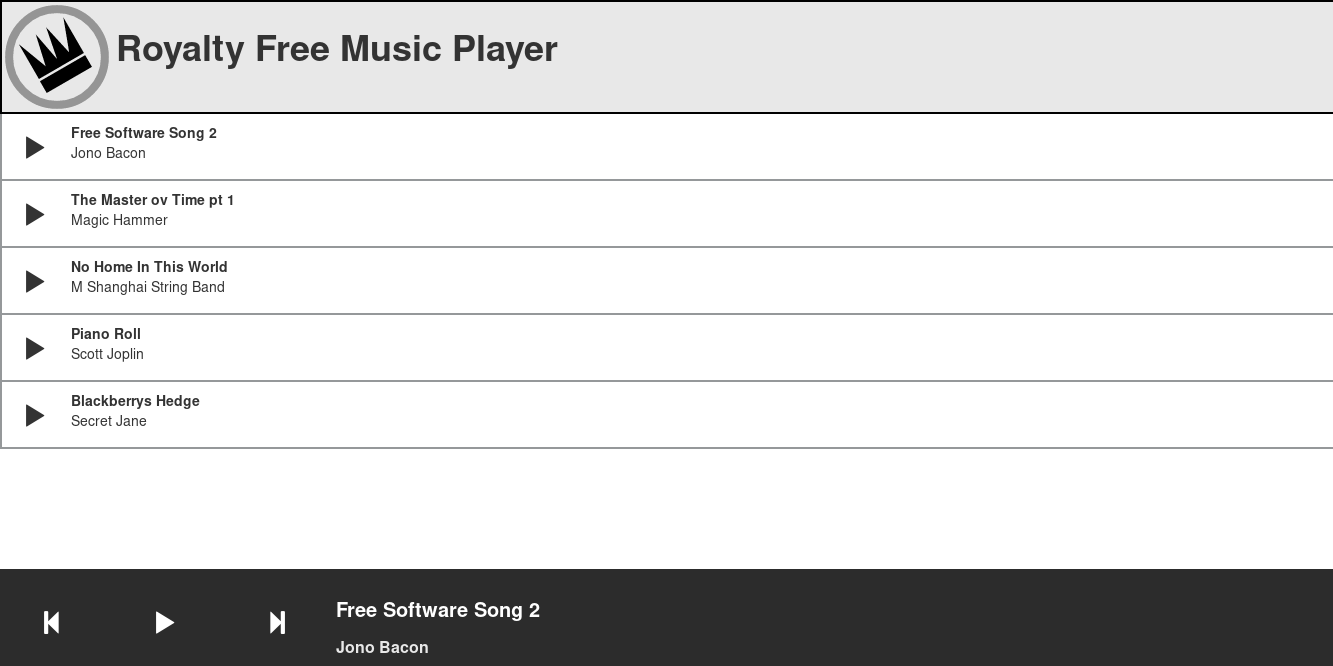 Royalty Free Music Player
Free Software Song 2
Jono Bacon
The Master ov Time pt 1
Magic Hammer
No Home In This World
M Shanghai String Band
Piano Roll
Scott Joplin
Blackberrys Hedge
Secret Jane
Free Software Song 2
Jono Bacon